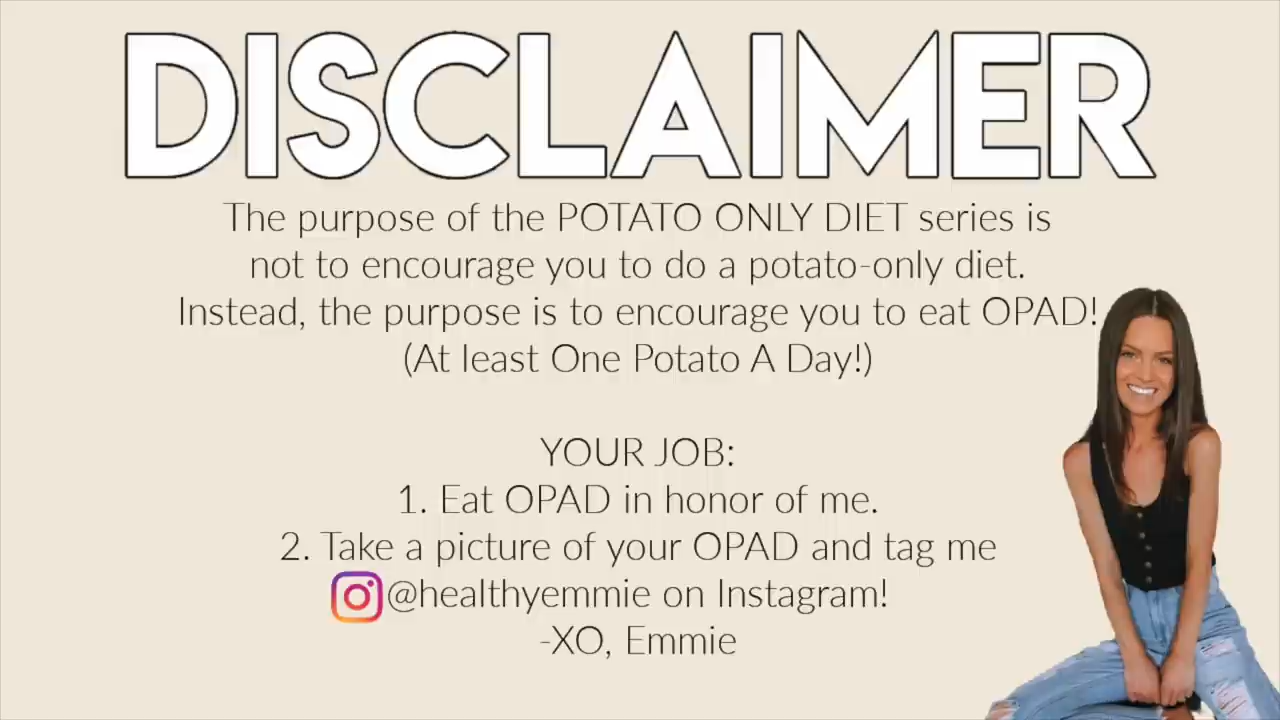 DISCLAIMER
The purpose of the POTATO ONLY DIET series is
not to encourage you to do a potato-only diet.
Instead, the purpose is to encourage you to eat OPAD!
(At least One Potato A Day!)
YOUR JOB:
1. Eat OPAD in honor of me.
2. Take a picture of your OPAD and tag me
@healthyemmie on Instagram!
-XO, Emmie